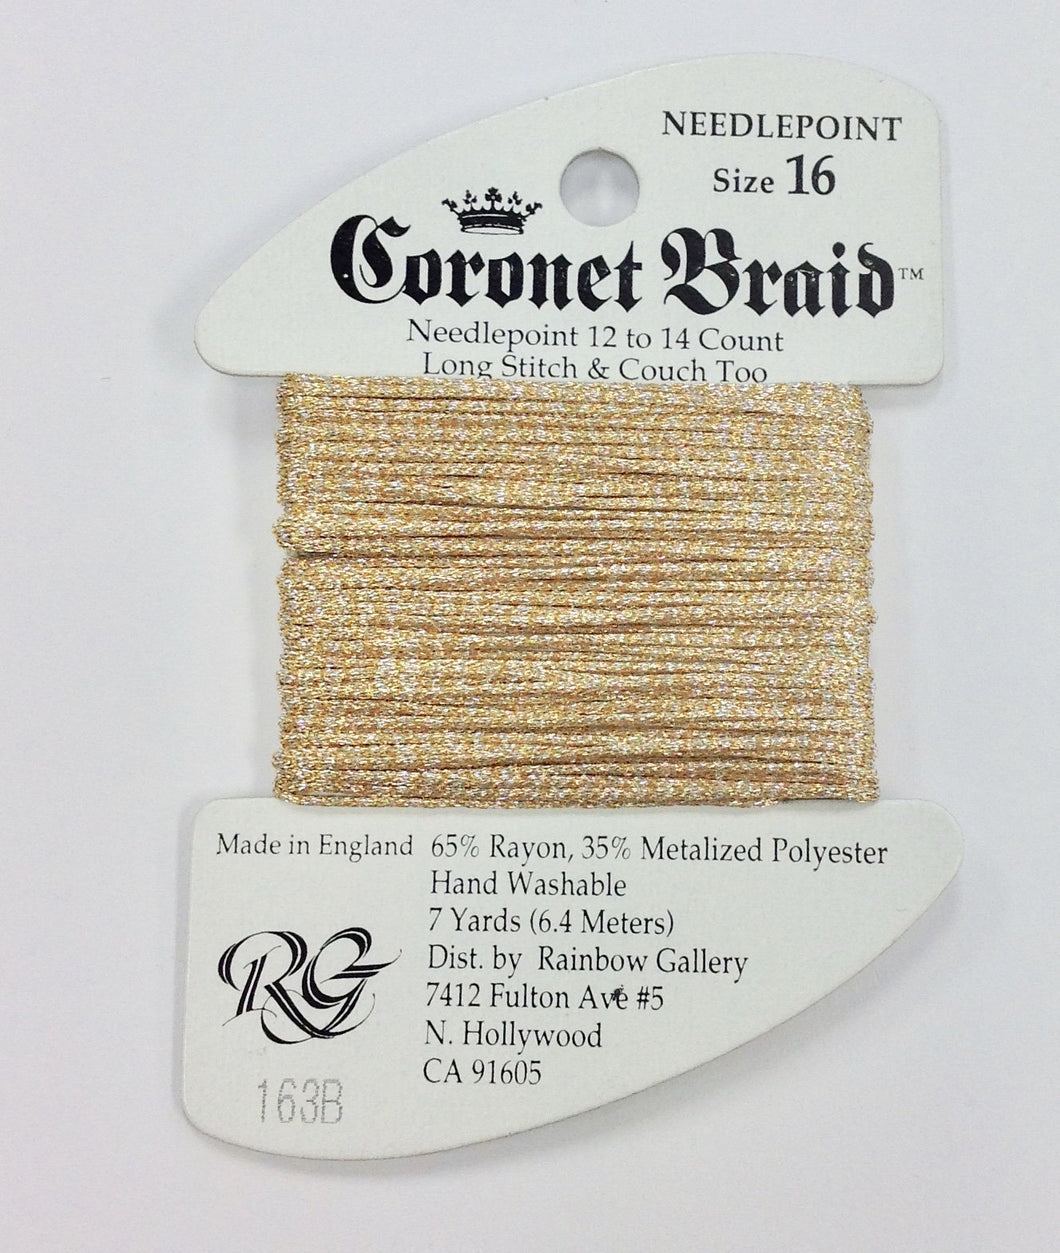 NEEDLEPOINT
Size 16
Coronet Braid™
Needlepoint 12 to 14 Count
Long Stitch & Couch Too
Made in England 65% Rayon, 35% Metalized Polyester
Hand Washable
7 Yards (6.4 Meters)
Dist. by Rainbow Gallery
7412 Fulton Ave #5
N. Hollywood
CA 91605
RG
163B